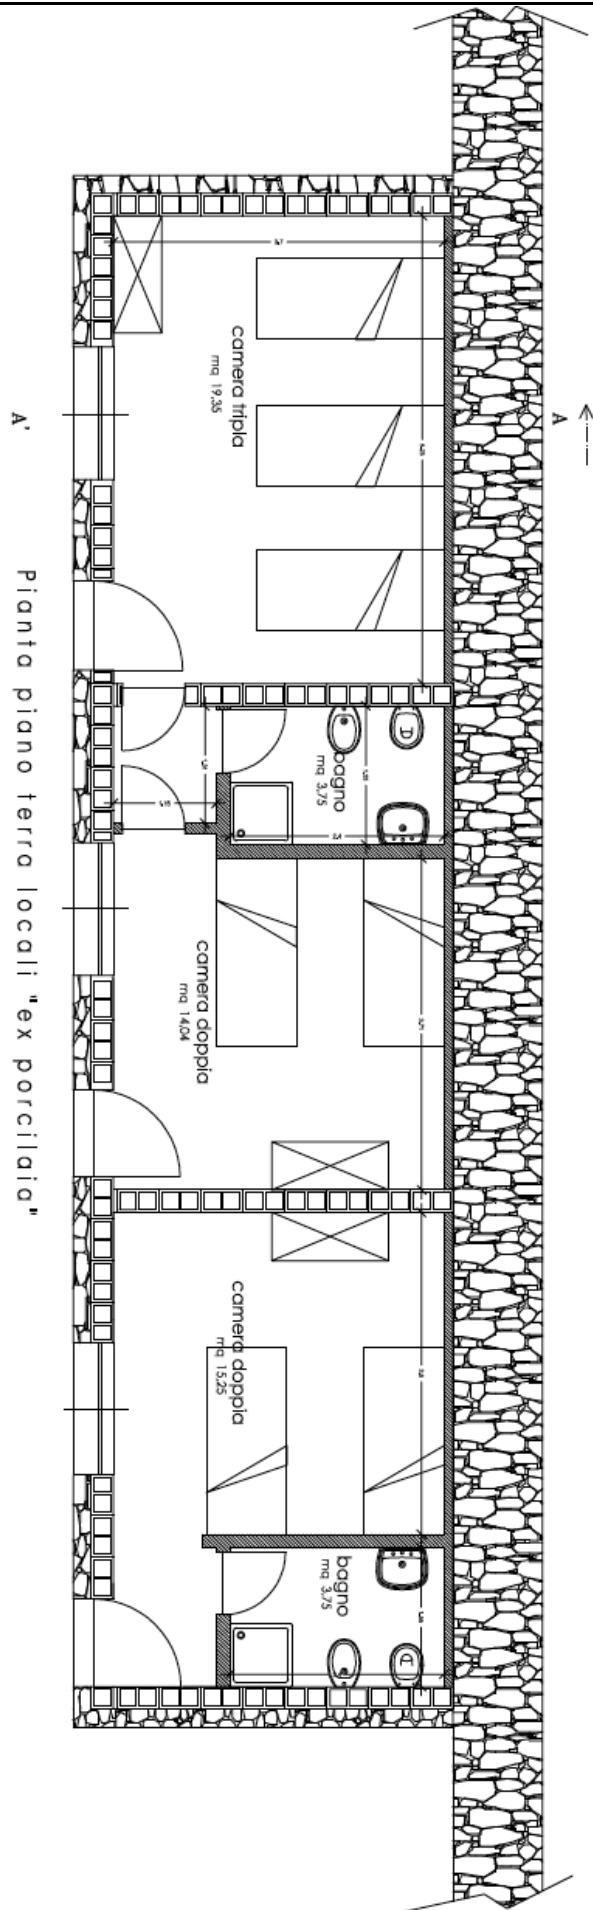 A
camera tripla
mq 19,35
bagno
mq 3,75
camera doppia
mq 14,04
camera doppia
mq 15,25
bagno
mq 3,75
A'
Pianta piano terra locali "ex porcilaia"